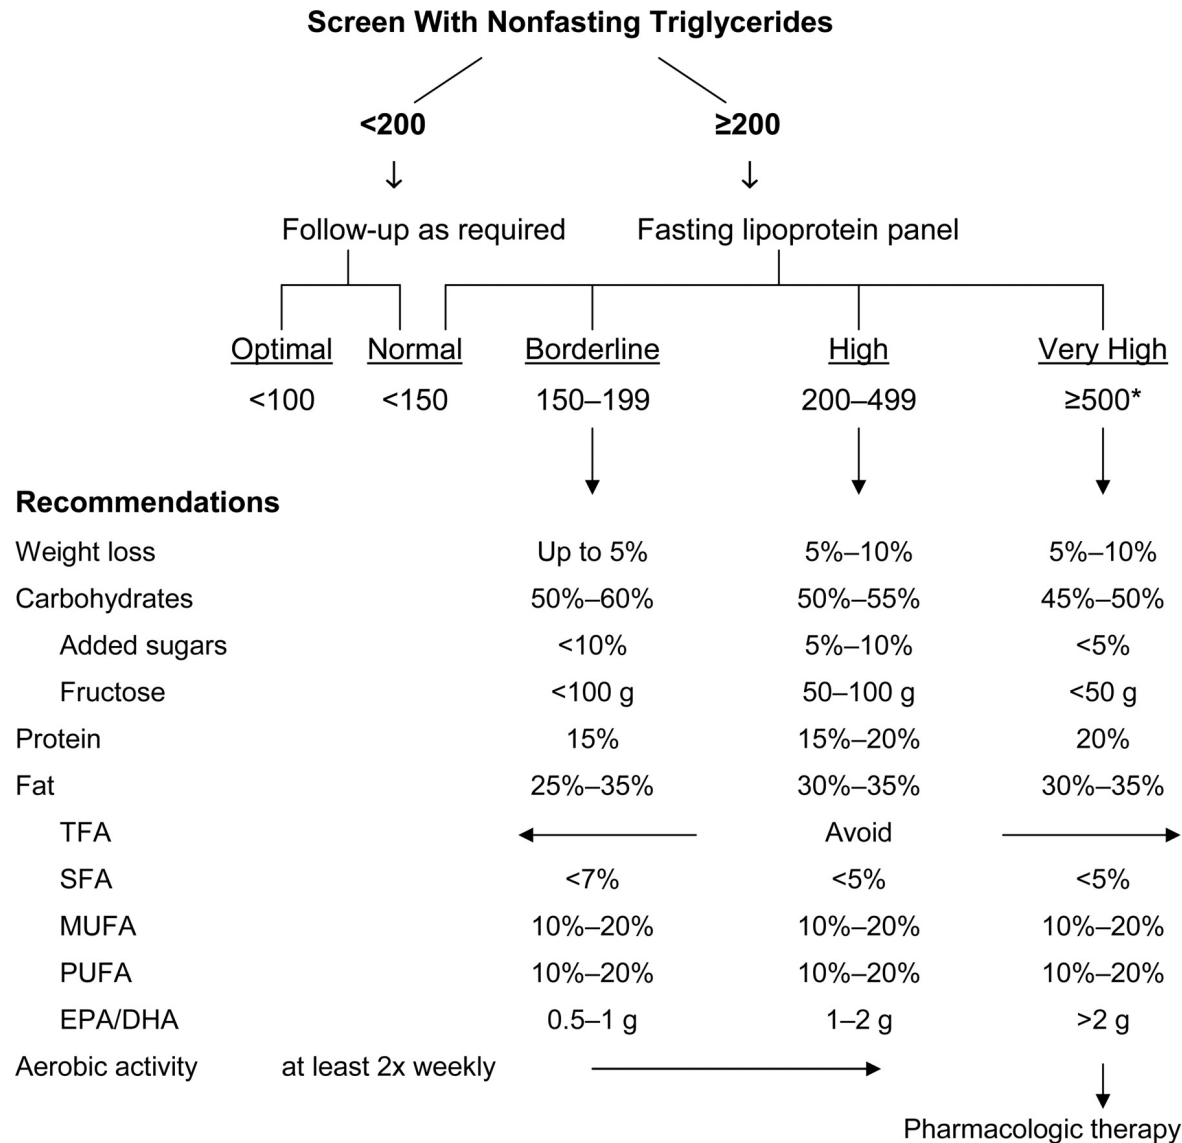 Screen With Nonfasting Triglycerides
<200 ≥200
↓ ↓
Follow-up as required Fasting lipoprotein panel
Optimal Normal Borderline High Very High
<100 <150 150–199 200–499 ≥500*
Recommendations
Weight loss Up to 5% 5%–10% 5%–10%
Carbohydrates 50%–60% 50%–55% 45%–50%
Added sugars <10% 5%–10% <5%
Fructose <100 g 50–100 g <50 g
Protein 15% 15%–20% 20%
Fat 25%–35% 30%–35% 30%–35%
TFA Avoid
SFA <7% <5% <5%
MUFA 10%–20% 10%–20% 10%–20%
PUFA 10%–20% 10%–20% 10%–20%
EPA/DHA 0.5–1 g 1–2 g >2 g
Aerobic activity at least 2x weekly
Pharmacologic therapy